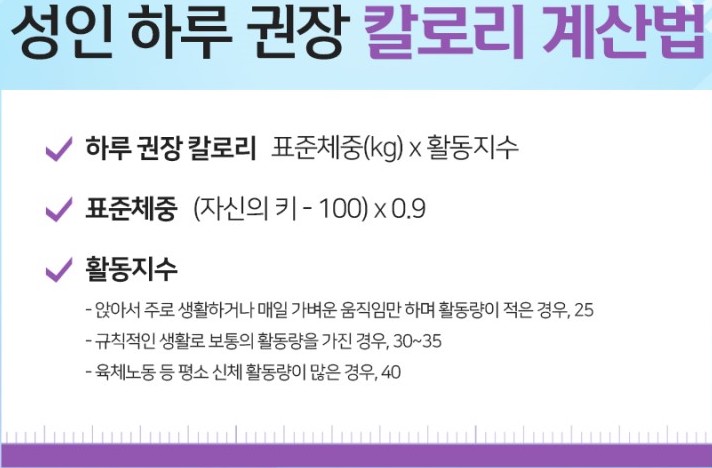 성인 하루 권장 칼로리 계산법
하루 권장 칼로리 표준체중(kg) x 활동지수
표준체중 (자신의 키 - 100) x 0.9
활동지수
- 앉아서 주로 생활하거나 매일 가벼운 움직임만 하며 활동량이 적은 경우, 25
- 규칙적인 생활로 보통의 활동량을 가진 경우, 30~35
- 육체노동 등 평소 신체 활동량이 많은 경우, 40